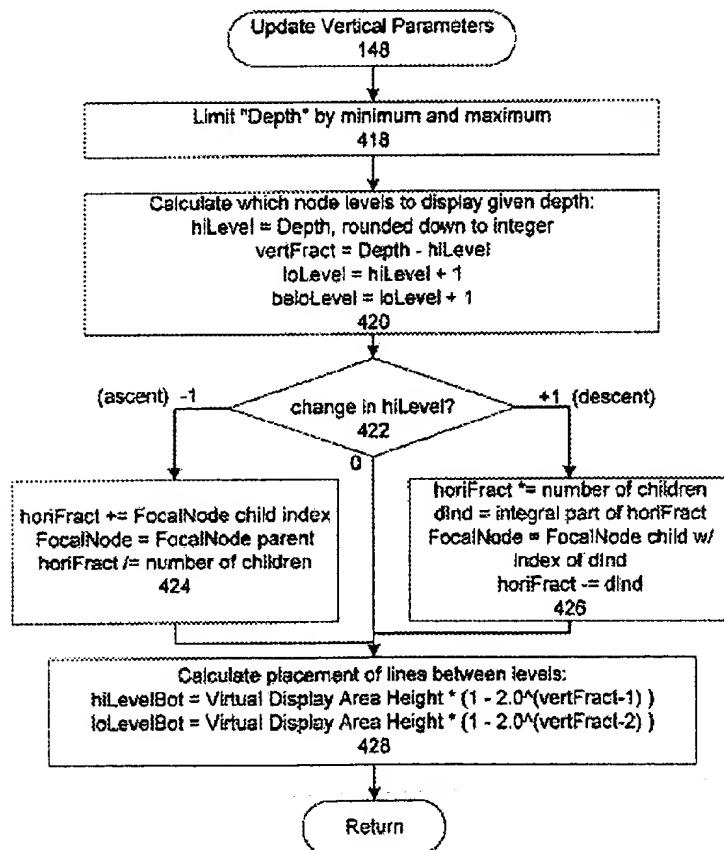 Update Vertical Parameters
148
Limit "Depth" by minimum and maximum
418
Calculate which node levels to display given depth:
hiLevel = Depth, rounded down to integer
vertFract = Depth - hiLevel
loLevel = hiLevel + 1
beloLevel = loLevel + 1
420
(ascent) -1
change in hiLevel?
422
+1 (descent)
0
horiFract += FocalNode child index
FocalNode = FocalNode parent
horiFract /= number of children
424
horiFract *= number of children
dInd = integral part of horiFract
FocalNode = FocalNode child w/
index of dInd
horiFract -= dInd
426
Calculate placement of lines between levels:
hiLevelBot = Virtual Display Area Height * (1 - 2.0^(vertFract-1) )
loLevelBot = Virtual Display Area Height * (1 - 2.0^(vertFract-2) )
428
Return